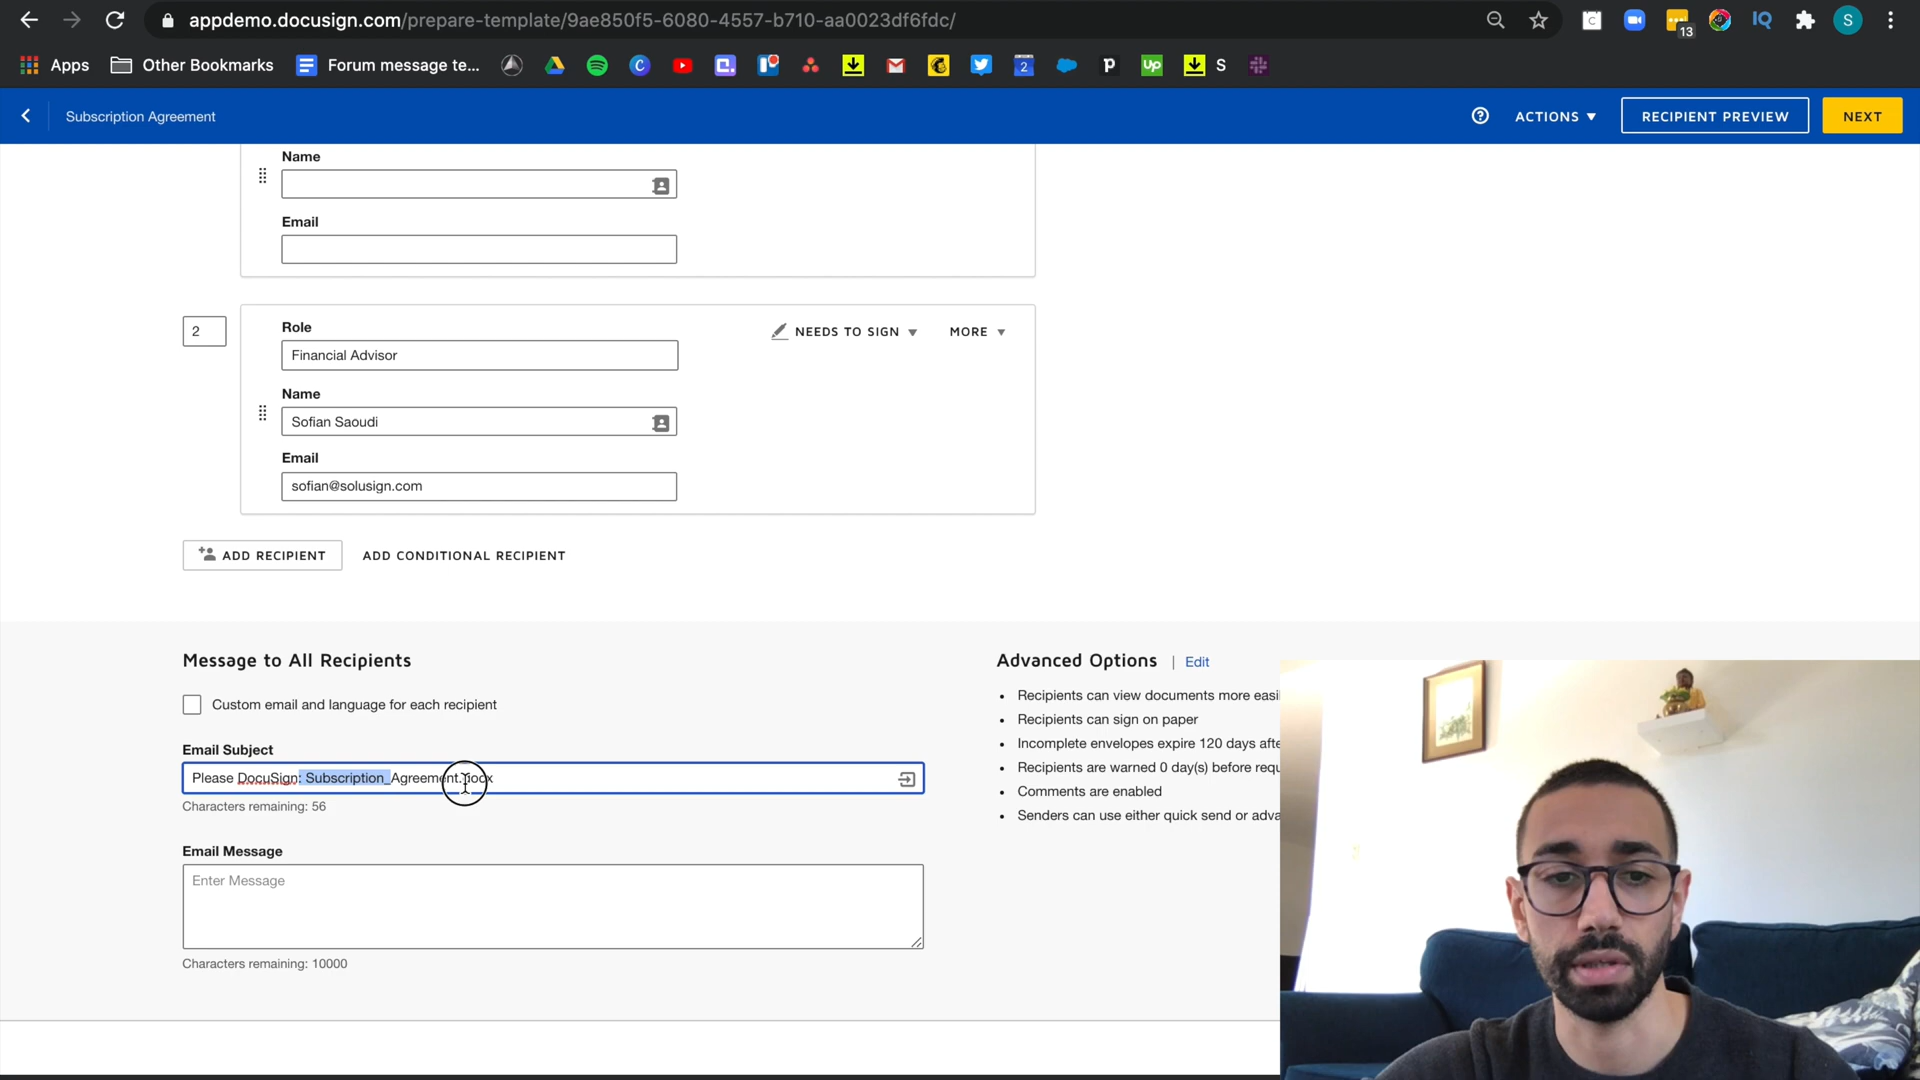 appdemo.docusign.com/prepare-template/9ae850f5-6080-4557-b710-aa0023df6fdc/
13
S
Apps
Other Bookmarks
Forum message te...
S
Subscription Agreement
ACTIONS
RECIPIENT PREVIEW
NEXT
Name
Email
2
Role
NEEDS TO SIGN
MORE
Financial Advisor
Name
Sofian Saoudi
Email
sofian@solusign.com
ADD RECIPIENT
ADD CONDITIONAL RECIPIENT
Message to All Recipients
Custom email and language for each recipient
Email Subject
Please DocuSign: Subscription_Agreement.docx
Characters remaining: 56
Email Message
Enter Message
Characters remaining: 10000
Advanced Options | Edit
Recipients can view documents more easi
Recipients can sign on paper
Incomplete envelopes expire 120 days afte
Recipients are warned 0 day(s) before requ
Comments are enabled
Senders can use either quick send or adva